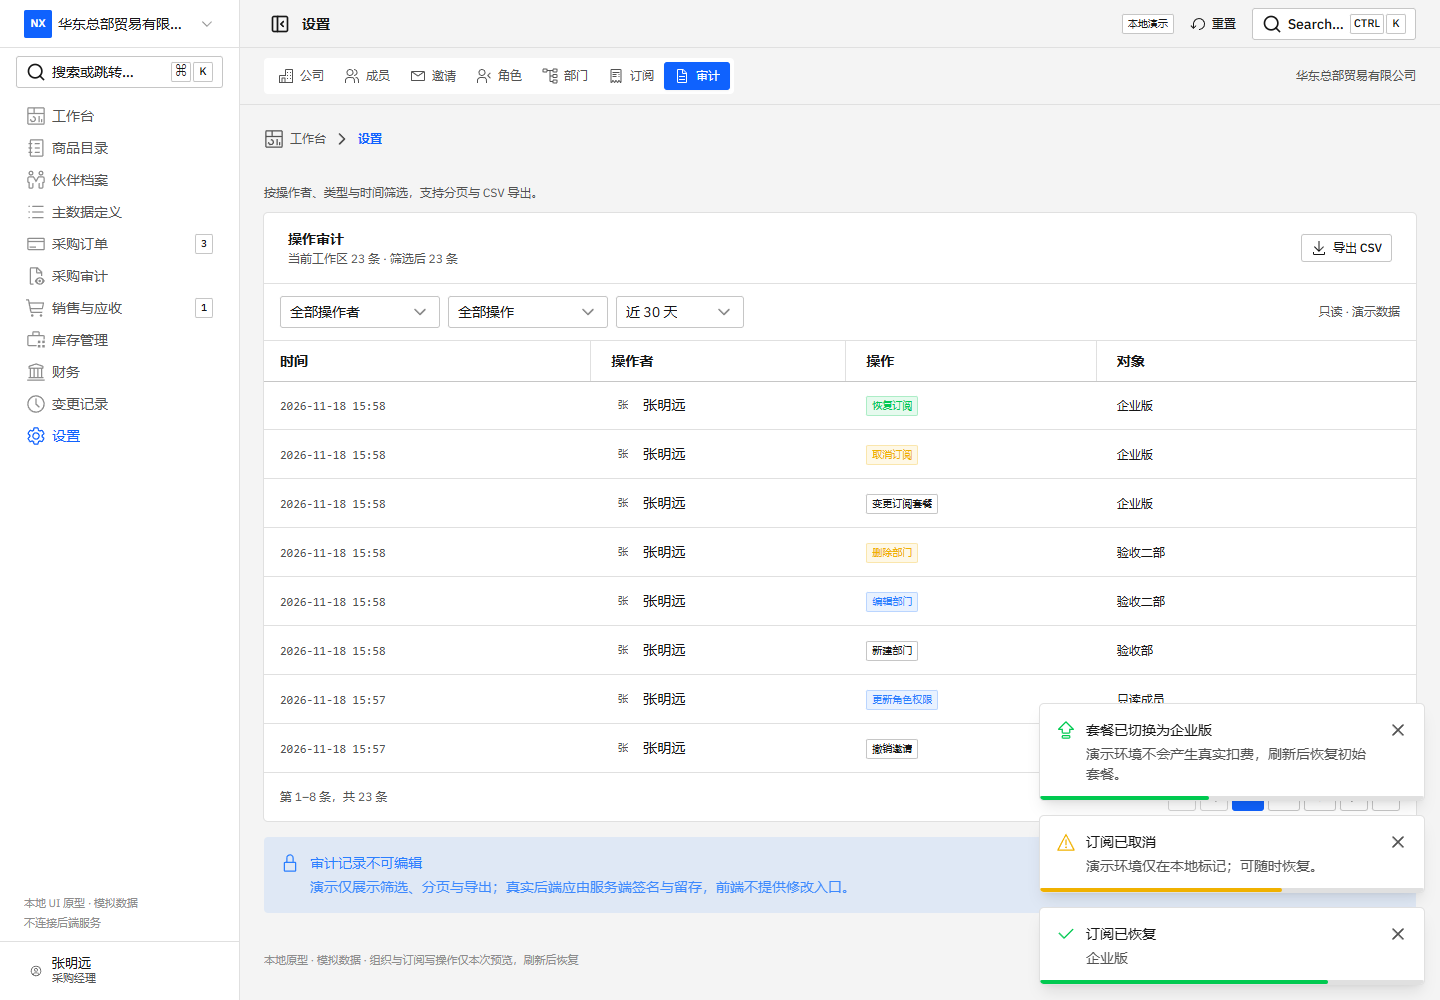 NX 华东总部贸易有限...
搜索或跳转... ⌘ K
工作台
商品目录
伙伴档案
主数据定义
采购订单 3
采购审计
销售与应收 1
库存管理
财务
变更记录
设置
本地 UI 原型 · 模拟数据
不连接后端服务
张明远
采购经理
设置
本地演示 重置 Search... CTRL K
公司 成员 邀请 角色 部门 订阅 审计
华东总部贸易有限公司
工作台 设置
按操作者、类型与时间筛选，支持分页与 CSV 导出。
操作审计
当前工作区 23 条 · 筛选后 23 条
导出 CSV
全部操作者 全部操作 近 30 天
只读 · 演示数据
时间 操作者 操作 对象
2026-11-18 15:58 张 张明远 恢复订阅 企业版
2026-11-18 15:58 张 张明远 取消订阅 企业版
2026-11-18 15:58 张 张明远 变更订阅套餐 企业版
2026-11-18 15:58 张 张明远 删除部门 验收二部
2026-11-18 15:58 张 张明远 编辑部门 验收二部
2026-11-18 15:58 张 张明远 新建部门 验收部
2026-11-18 15:57 张 张明远 更新角色权限 只读成员
2026-11-18 15:57 张 张明远 撤销邀请
第 1–8 条，共 23 条
审计记录不可编辑
演示仅展示筛选、分页与导出；真实后端应由服务端签名与留存，前端不提供修改入口。
本地原型 · 模拟数据 · 组织与订阅写操作仅本次预览，刷新后恢复
套餐已切换为企业版
演示环境不会产生真实扣费，刷新后恢复初始
套餐。
订阅已取消
演示环境仅在本地标记；可随时恢复。
订阅已恢复
企业版